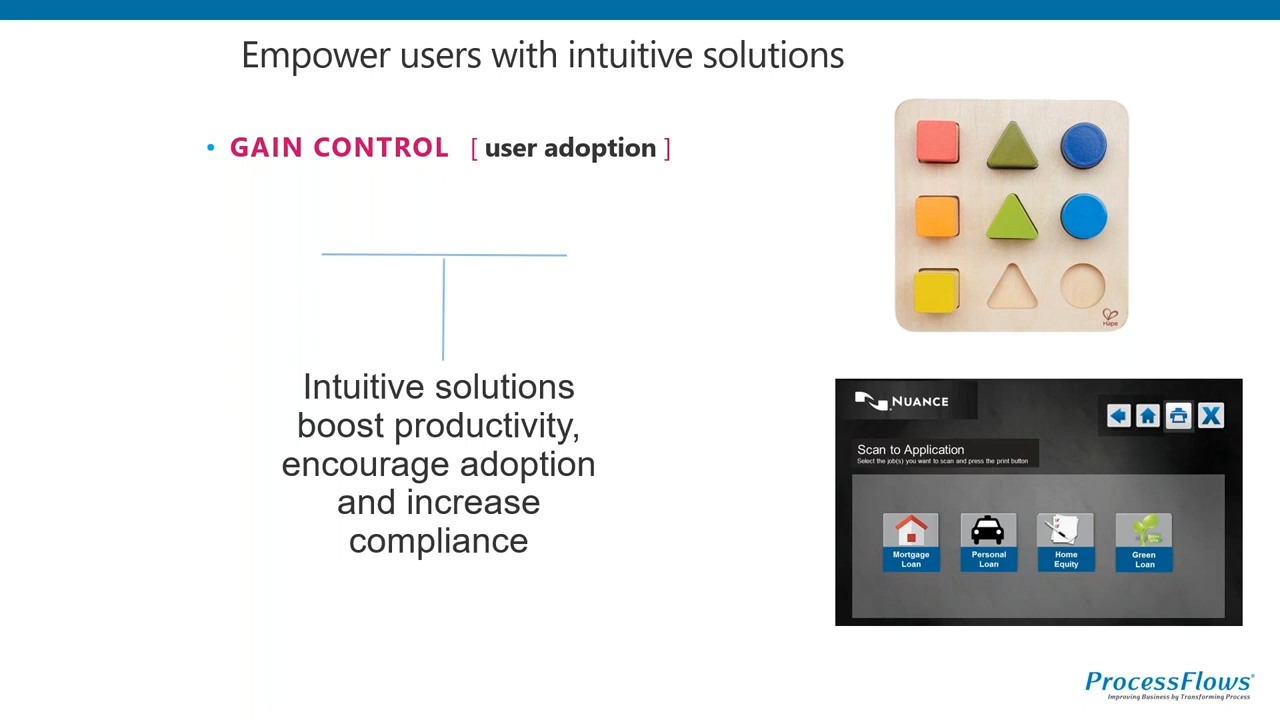 Empower users with intuitive solutions
• GAIN CONTROL [ user adoption ]
Intuitive solutions
boost productivity,
encourage adoption
and increase
compliance
Hape
NUANCE
Scan to Application
Select the job(s) you want to scan and press the print button
Mortgage
Loan
Personal
Loan
Home
Equity
Green
Loan
ProcessFlows®
Improving Business by Transforming Process